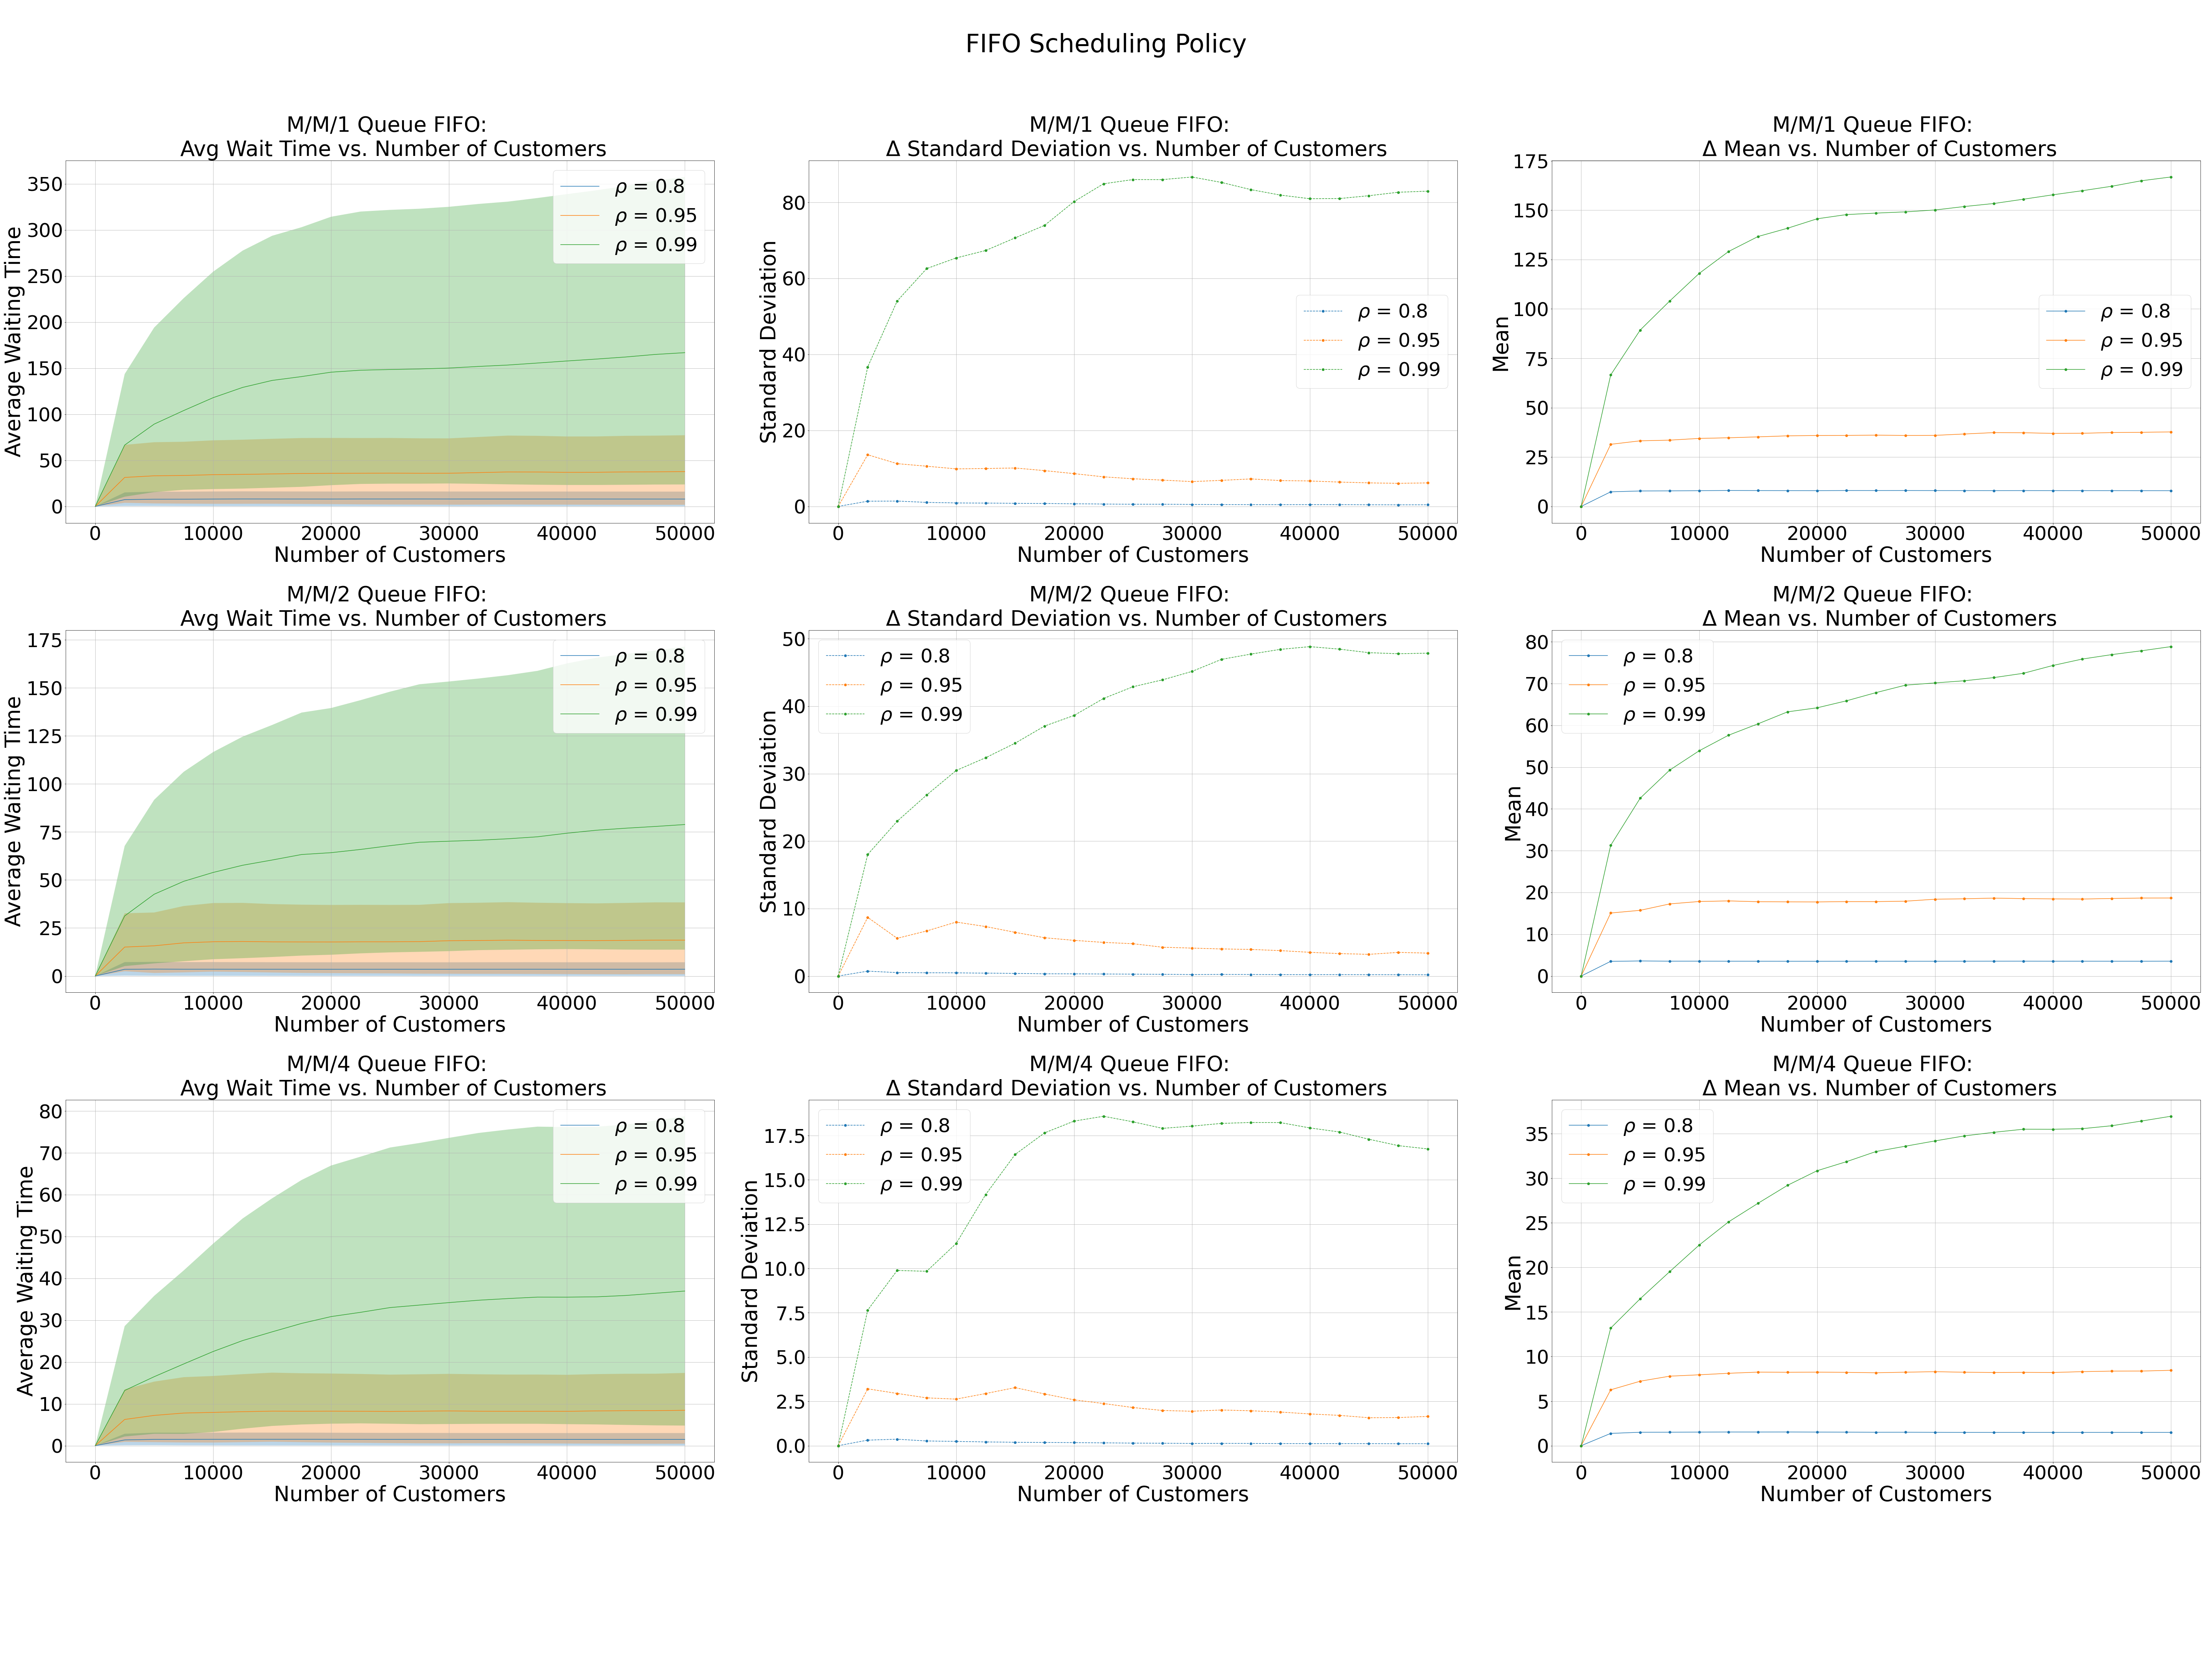 FIFO Scheduling Policy
M/M/1 Queue FIFO:
Avg Wait Time vs. Number of Customers
350
300
250
200
150
100
50
0
Average Waiting Time
ρ = 0.8
ρ = 0.95
ρ = 0.99
0 10000 20000 30000 40000 50000
Number of Customers
M/M/1 Queue FIFO:
Δ Standard Deviation vs. Number of Customers
80
60
40
20
0
Standard Deviation
ρ = 0.8
ρ = 0.95
ρ = 0.99
0 10000 20000 30000 40000 50000
Number of Customers
M/M/1 Queue FIFO:
Δ Mean vs. Number of Customers
175
150
125
100
75
50
25
0
Mean
ρ = 0.8
ρ = 0.95
ρ = 0.99
0 10000 20000 30000 40000 50000
Number of Customers
M/M/2 Queue FIFO:
Avg Wait Time vs. Number of Customers
175
150
125
100
75
50
25
0
Average Waiting Time
ρ = 0.8
ρ = 0.95
ρ = 0.99
0 10000 20000 30000 40000 50000
Number of Customers
M/M/2 Queue FIFO:
Δ Standard Deviation vs. Number of Customers
50
40
30
20
10
0
Standard Deviation
ρ = 0.8
ρ = 0.95
ρ = 0.99
0 10000 20000 30000 40000 50000
Number of Customers
M/M/2 Queue FIFO:
Δ Mean vs. Number of Customers
80
70
60
50
40
30
20
10
0
Mean
ρ = 0.8
ρ = 0.95
ρ = 0.99
0 10000 20000 30000 40000 50000
Number of Customers
M/M/4 Queue FIFO:
Avg Wait Time vs. Number of Customers
80
70
60
50
40
30
20
10
0
Average Waiting Time
ρ = 0.8
ρ = 0.95
ρ = 0.99
0 10000 20000 30000 40000 50000
Number of Customers
M/M/4 Queue FIFO:
Δ Standard Deviation vs. Number of Customers
17.5
15.0
12.5
10.0
7.5
5.0
2.5
0.0
Standard Deviation
ρ = 0.8
ρ = 0.95
ρ = 0.99
0 10000 20000 30000 40000 50000
Number of Customers
M/M/4 Queue FIFO:
Δ Mean vs. Number of Customers
35
30
25
20
15
10
5
0
Mean
ρ = 0.8
ρ = 0.95
ρ = 0.99
0 10000 20000 30000 40000 50000
Number of Customers